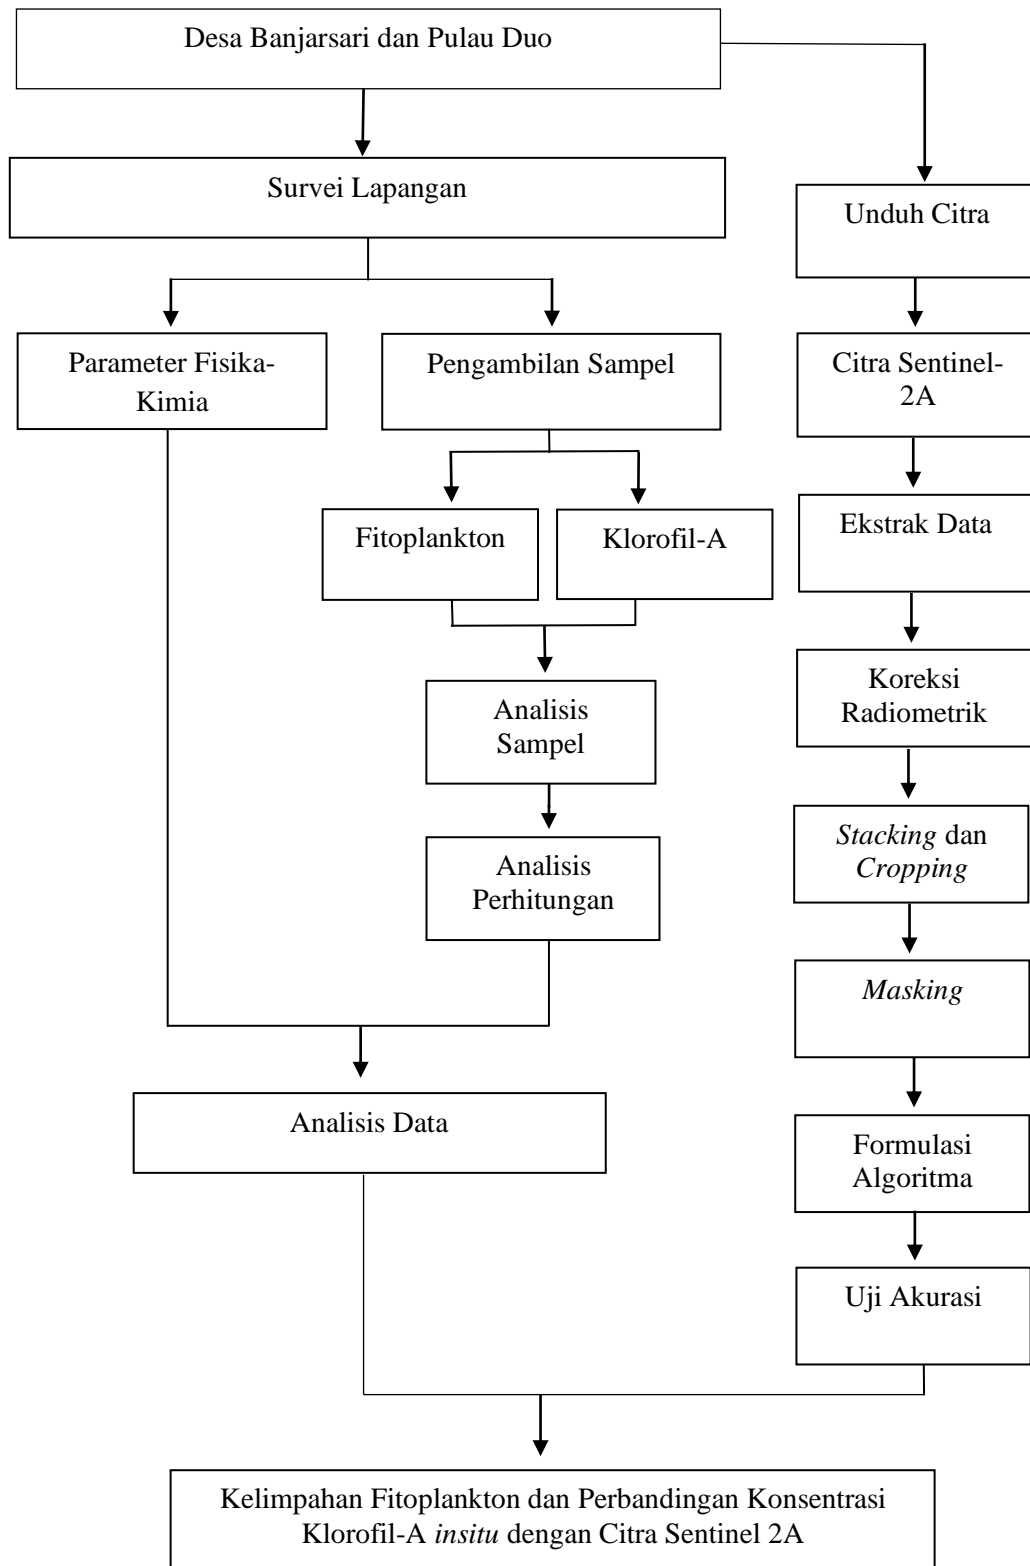 Desa Banjarsari dan Pulau Duo
Survei Lapangan
Unduh Citra
Parameter Fisika-
Kimia
Pengambilan Sampel
Citra Sentinel-
2A
Fitoplankton
Klorofil-A
Ekstrak Data
Analisis
Sampel
Koreksi
Radiometrik
Analisis
Perhitungan
Stacking dan
Cropping
Masking
Analisis Data
Formulasi
Algoritma
Uji Akurasi
Kelimpahan Fitoplankton dan Perbandingan Konsentrasi
Klorofil-A insitu dengan Citra Sentinel 2A